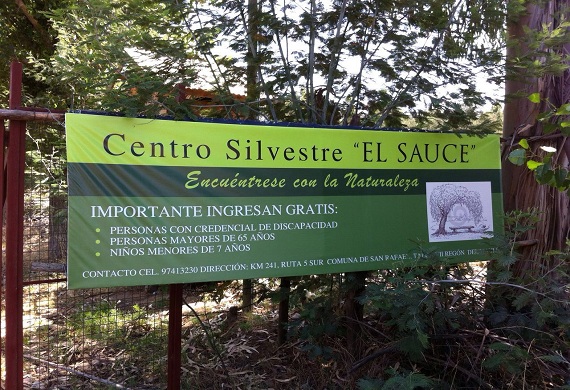 Centro Silvestre "EL SAUCE"
Encuéntrese con la Naturaleza
IMPORTANTE INGRESAN GRATIS:
PERSONAS CON CREDENCIAL DE DISCAPACIDAD
PERSONAS MAYORES DE 65 AÑOS
NIÑOS MENORES DE 7 AÑOS
CONTACTO CEL. 97413230 DIRECCIÓN: KM 241, RUTA 5 SUR COMUNA DE SAN RAFAEL REGIÓN